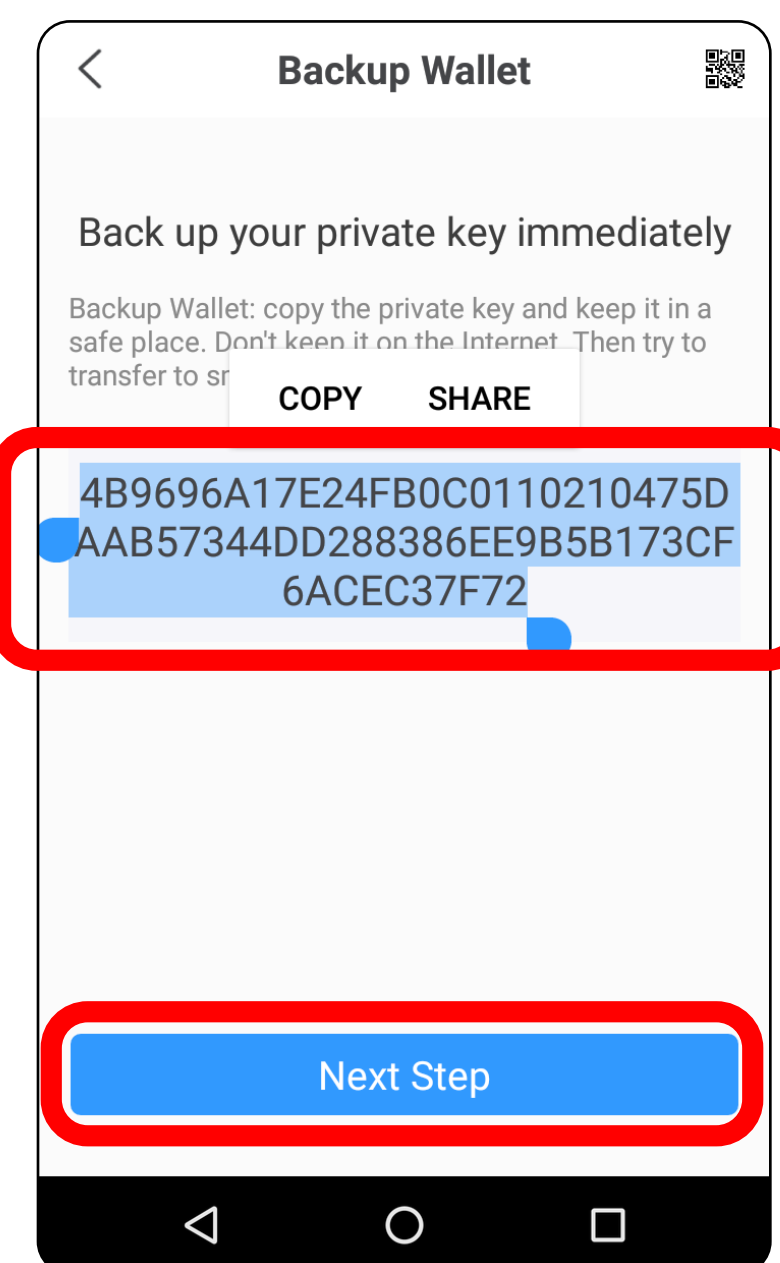 Backup Wallet
Back up your private key immediately
Backup Wallet: copy the private key and keep it in a
safe place. Don't keep it on the Internet. Then try to
transfer to
COPY SHARE
4B9696A17E24FB0C0110210475D
AAB57344DD288386EE9B5B173CF
6ACEC37F72
Next Step